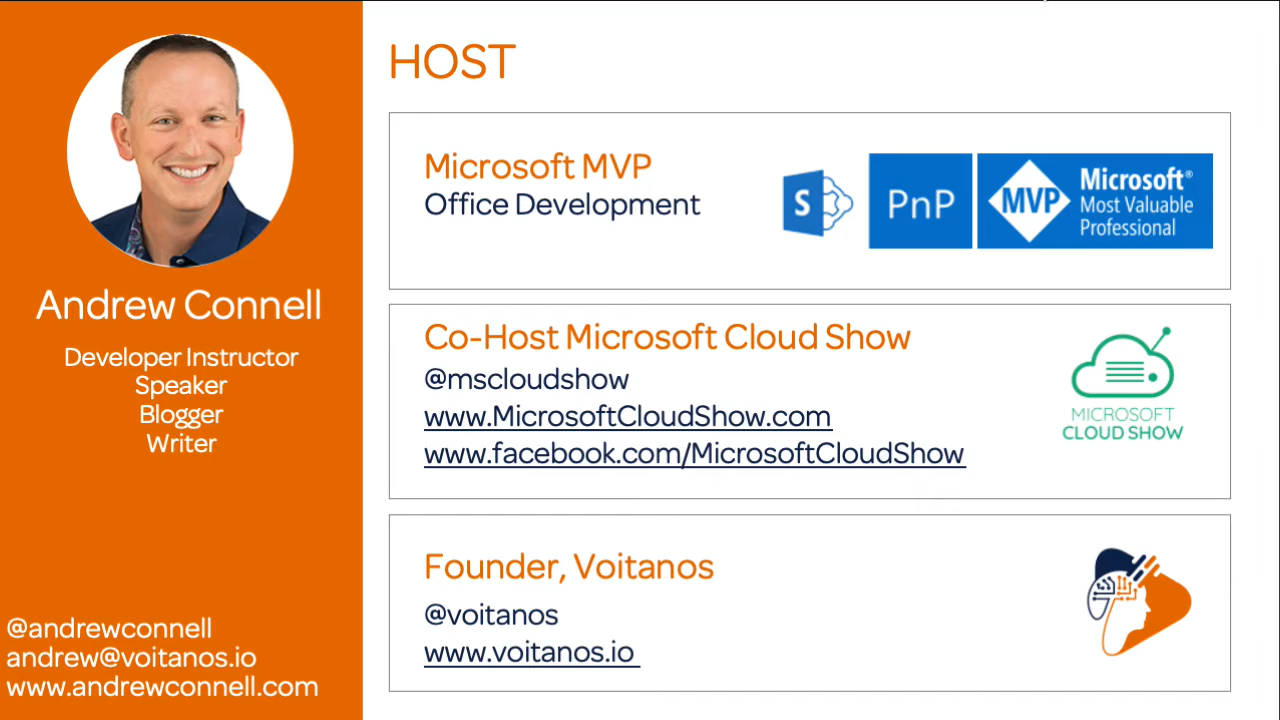 HOST
Andrew Connell
Developer Instructor
Speaker
Blogger
Writer
@andrewconnell
andrew@voitanos.io
www.andrewconnell.com
Microsoft MVP
Office Development
S
PnP
MVP
Microsoft®
Most Valuable
Professional
Co-Host Microsoft Cloud Show
@mscloudshow
www.MicrosoftCloudShow.com
www.facebook.com/MicrosoftCloudShow
MICROSOFT
CLOUD SHOW
Founder, Voitanos
@voitanos
www.voitanos.io